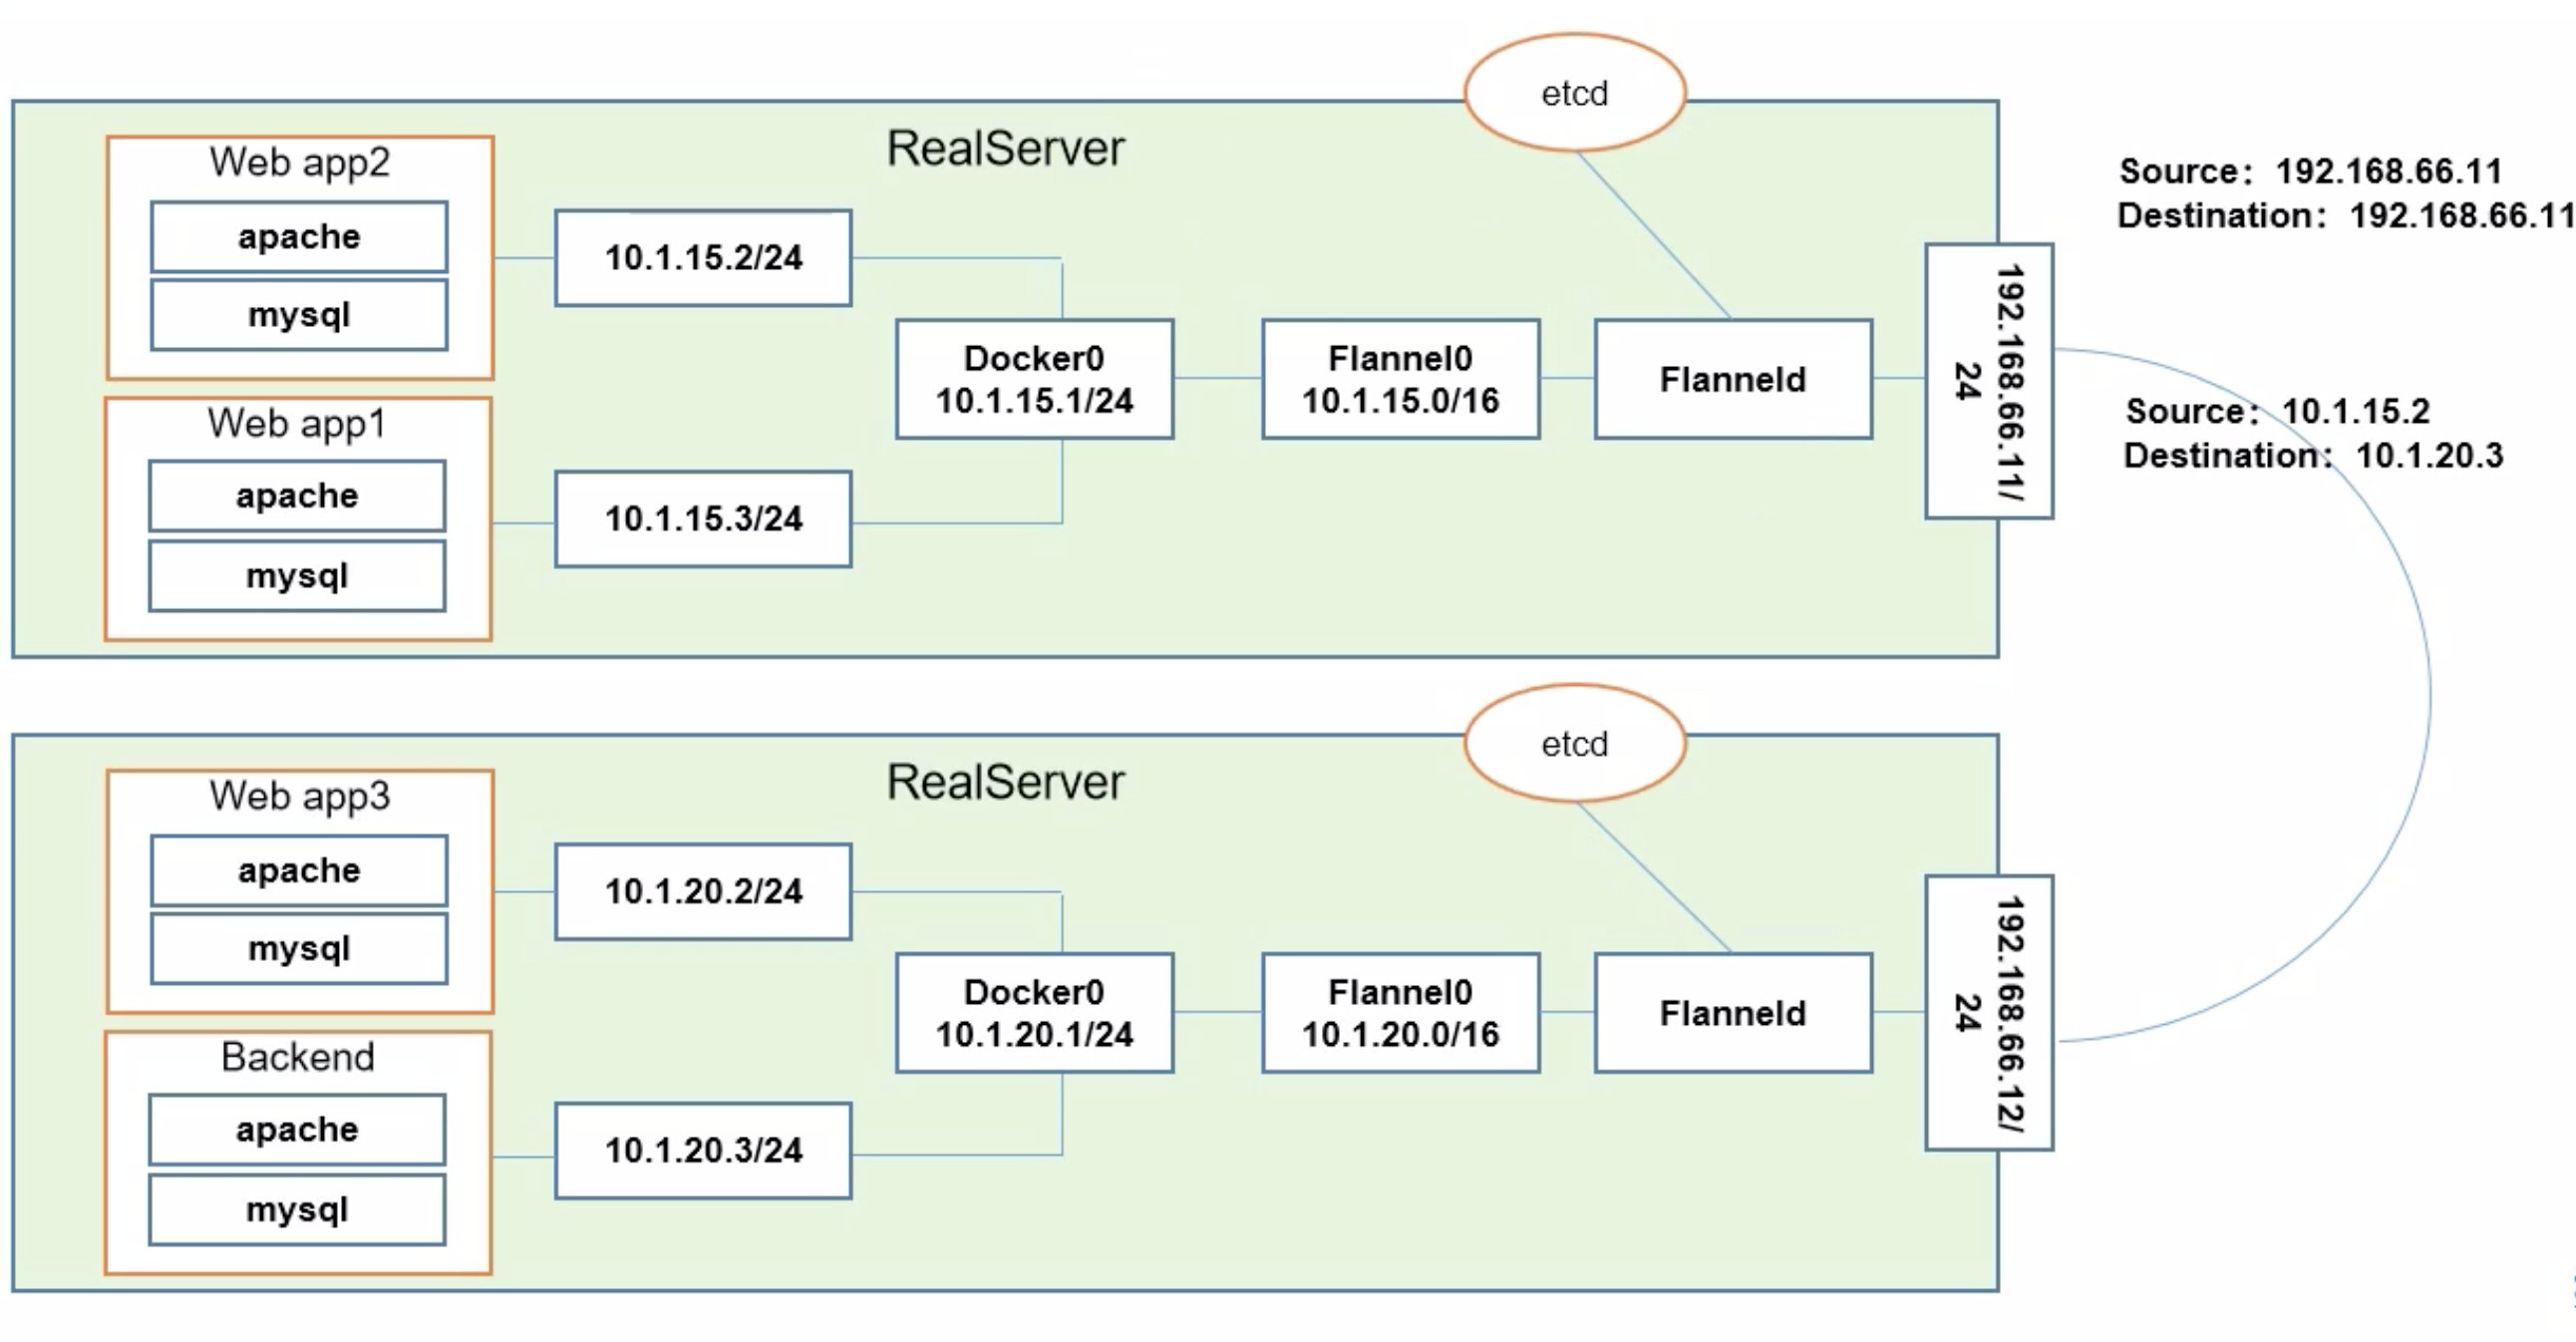 etcd
RealServer
Web app2
apache
mysql
10.1.15.2/24
Web app1
apache
mysql
10.1.15.3/24
Docker0
10.1.15.1/24
Flannel0
10.1.15.0/16
Flanneld
192.168.66.11/
24
Source：192.168.66.11
Destination：192.168.66.11
Source：10.1.15.2
Destination：10.1.20.3
etcd
RealServer
Web app3
apache
mysql
10.1.20.2/24
Backend
apache
mysql
10.1.20.3/24
Docker0
10.1.20.1/24
Flannel0
10.1.20.0/16
Flanneld
192.168.66.12/
24